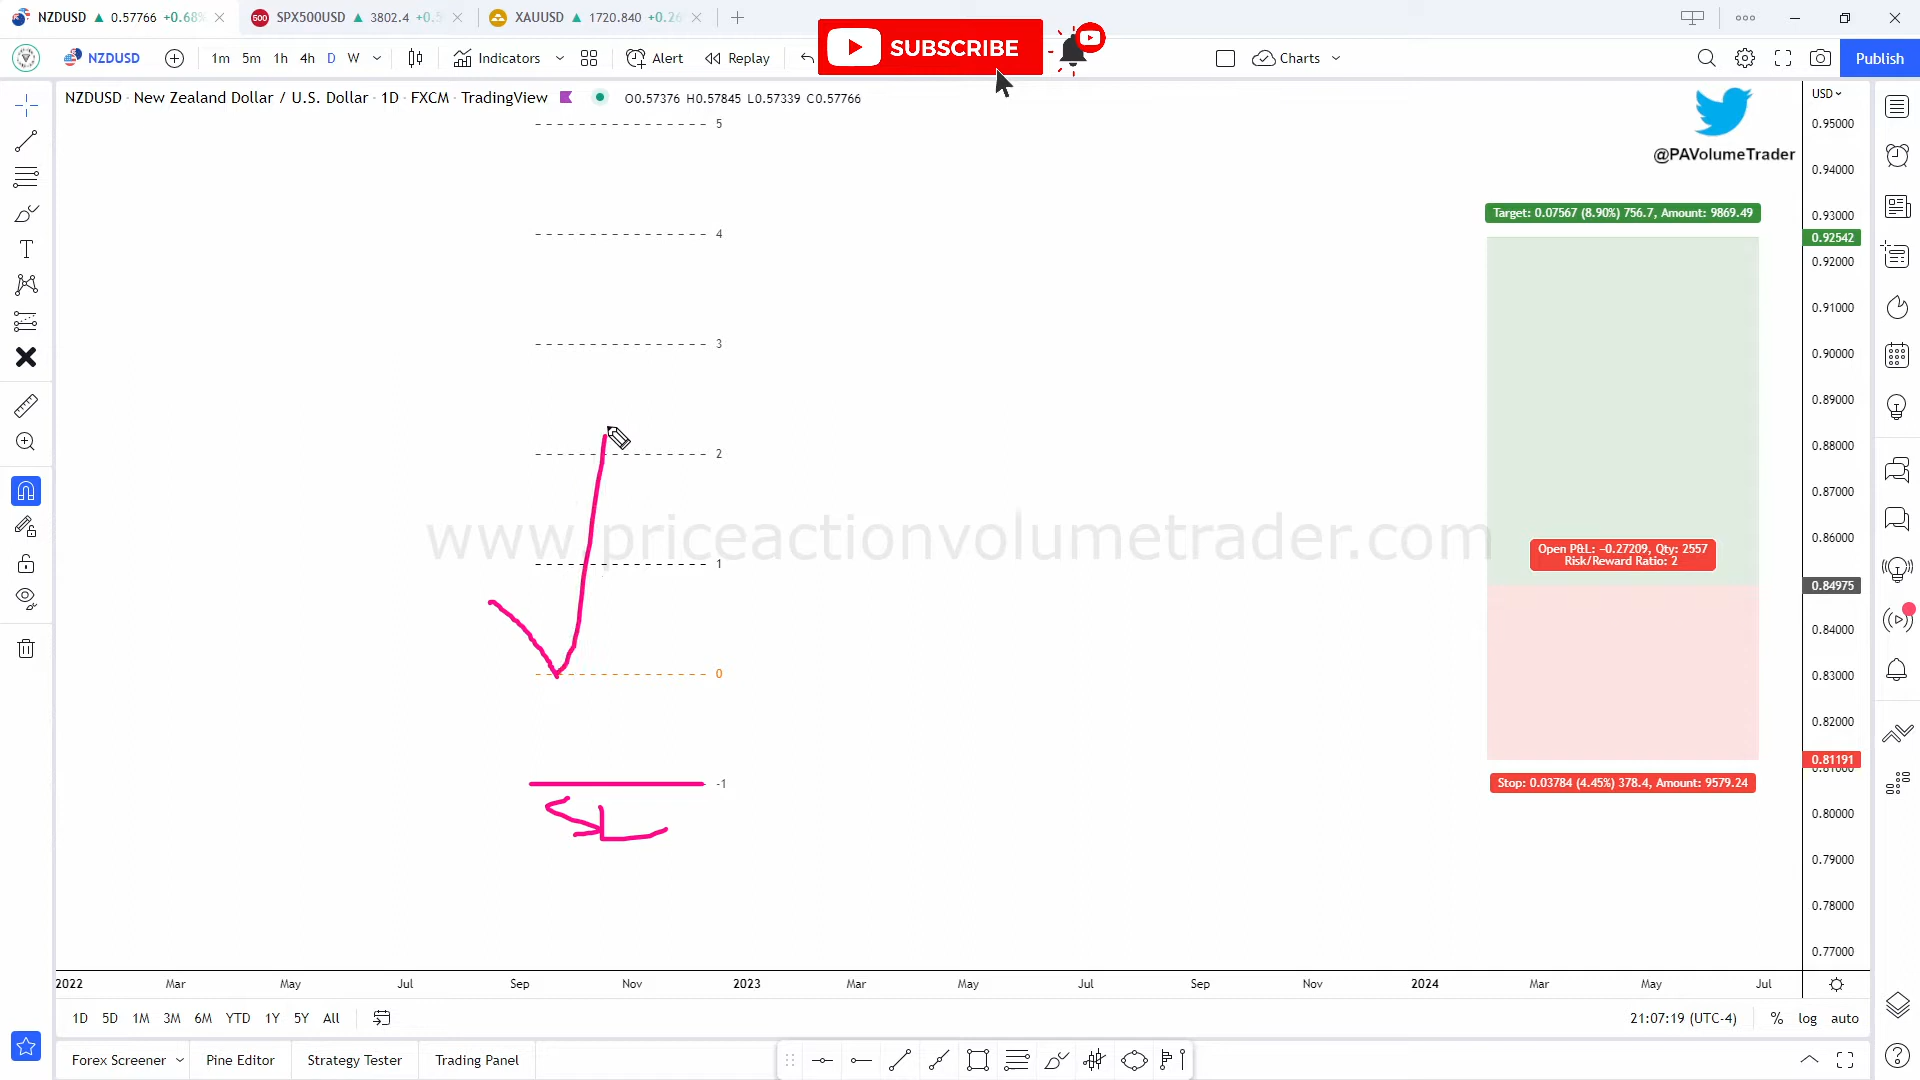 NZDUSD ▲ 0.57766 +0.68%
500 SPX500USD ▲ 3802.4 +0.5
XAUUSD ▲ 1720.840 +0.26
SUBSCRIBE
NZDUSD 1m 5m 1h 4h D W Indicators Alert Replay Charts Publish
NZDUSD · New Zealand Dollar / U.S. Dollar · 1D · FXCM · TradingView O0.57376 H0.57845 L0.57339 C0.57766
USD
@PAVolumeTrader
5
4
3
2
1
0
-1
www.priceactionvolumetrader.com
Target: 0.07567 (8.90%) 756.7, Amount: 9869.49
Open P&L: −0.27209, Qty: 2557
Risk/Reward Ratio: 2
Stop: 0.03784 (4.45%) 378.4, Amount: 9579.24
0.95000
0.94000
0.93000
0.92542
0.92000
0.91000
0.90000
0.89000
0.88000
0.87000
0.86000
0.84975
0.84000
0.83000
0.82000
0.81191
0.81000
0.80000
0.79000
0.78000
0.77000
2022 Mar May Jul Sep Nov 2023 Mar May Jul Sep Nov 2024 Mar May Jul
1D 5D 1M 3M 6M YTD 1Y 5Y All
21:07:19 (UTC-4) % log auto
Forex Screener Pine Editor Strategy Tester Trading Panel